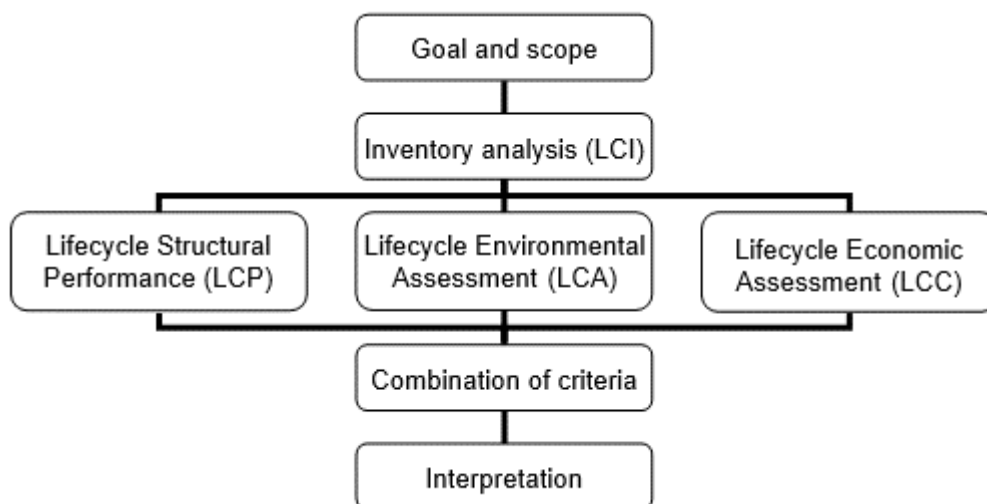 Goal and scope
Inventory analysis (LCI)
Lifecycle Structural
Performance (LCP)
Lifecycle Environmental
Assessment (LCA)
Lifecycle Economic
Assessment (LCC)
Combination of criteria
Interpretation